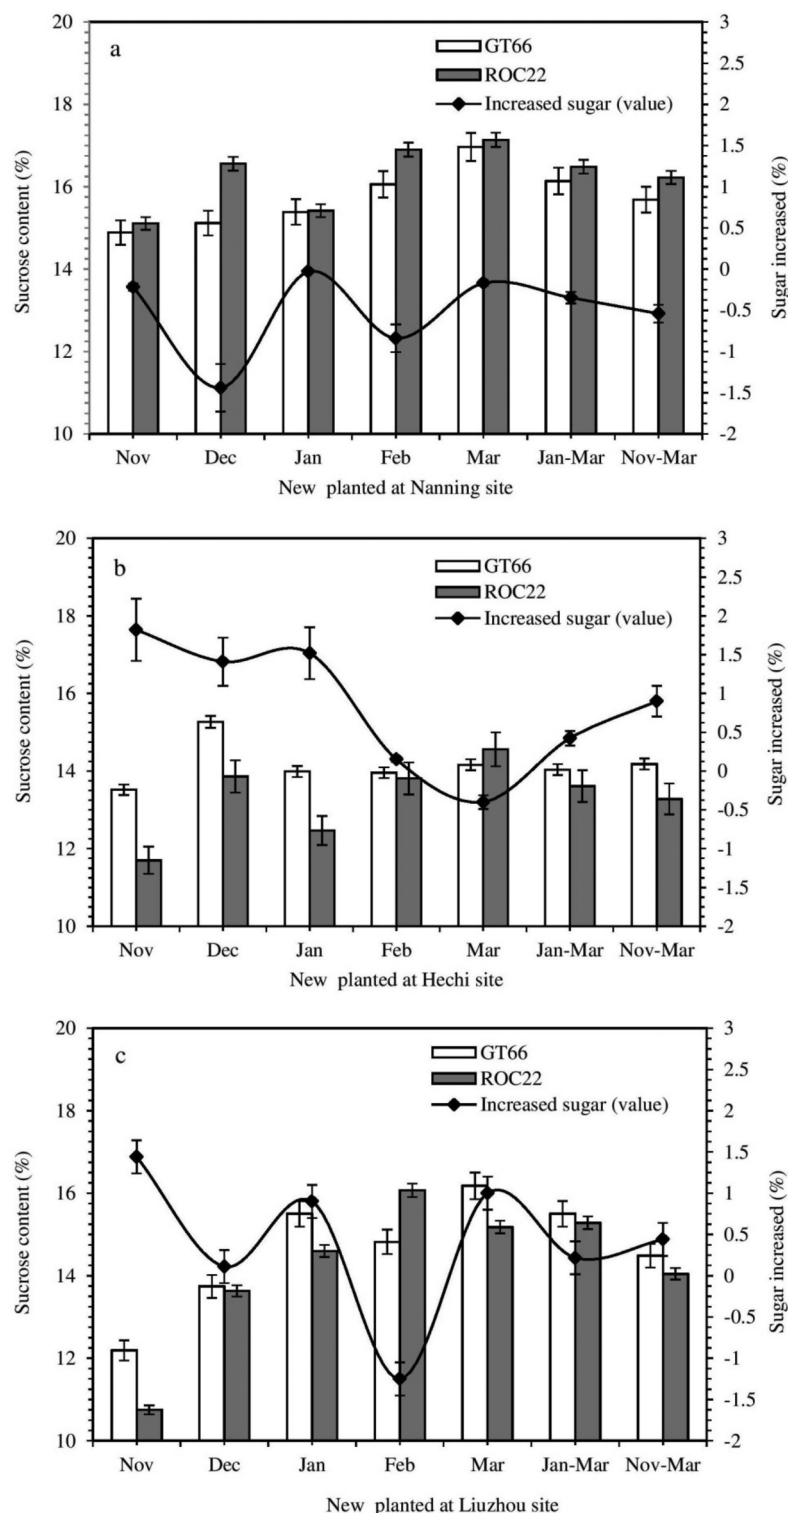 a
GT66
ROC22
Increased sugar (value)
Sucrose content (%)
20
18
16
14
12
10
Sugar increased (%)
3
2.5
2
1.5
1
0.5
0
-0.5
-1
-1.5
-2
Nov Dec Jan Feb Mar Jan-Mar Nov-Mar
New planted at Nanning site
b
GT66
ROC22
Increased sugar (value)
Sucrose content (%)
20
18
16
14
12
10
Sugar increased (%)
3
2.5
2
1.5
1
0.5
0
-0.5
-1
-1.5
-2
Nov Dec Jan Feb Mar Jan-Mar Nov-Mar
New planted at Hechi site
c
GT66
ROC22
Increased sugar (value)
Sucrose content (%)
20
18
16
14
12
10
Sugar increased (%)
3
2.5
2
1.5
1
0.5
0
-0.5
-1
-1.5
-2
Nov Dec Jan Feb Mar Jan-Mar Nov-Mar
New planted at Liuzhou site